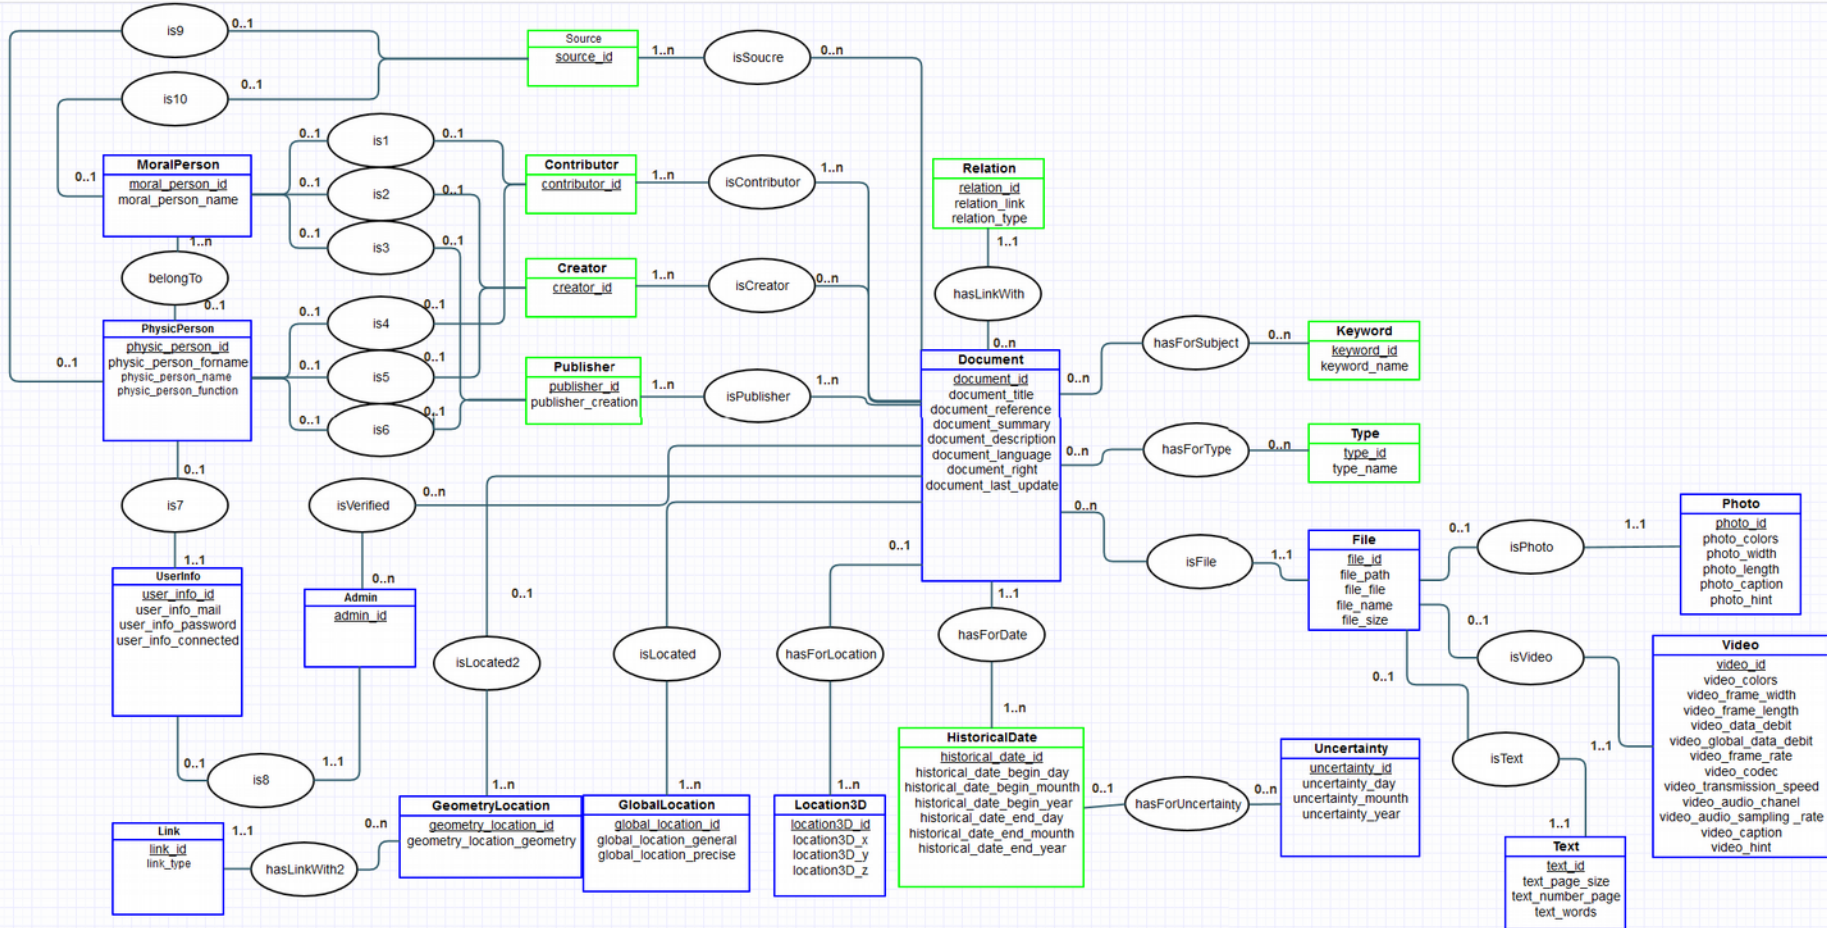 is9
0..1
is10
0..1
0..1
0..1
Source
source_id
1..n
isSoucre
0..n
MoralPerson
moral_person_id
moral_person_name
0..1
is1
0..1
0..1
is2
0..1
0..1
is3
0..1
Contributor
contributor_id
1..n
isContributor
1..n
Relation
relation_id
relation_link
relation_type
1..1
hasLinkWith
0..n
1..n
belongTo
0..1
Creator
creator_id
1..n
isCreator
0..n
PhysicPerson
physic_person_id
physic_person_forname
physic_person_name
physic_person_function
0..1
is4
0..1
0..1
is5
0..1
0..1
is6
0..1
Publisher
publisher_id
publisher_creation
1..n
isPublisher
1..n
Document
document_id
document_title
document_reference
document_summary
document_description
document_language
document_right
document_last_update
0..n
hasForSubject
0..n
Keyword
keyword_id
keyword_name
0..n
hasForType
0..n
Type
type_id
type_name
0..1
is7
1..1
isVerified
0..n
0..n
UserInfo
user_info_id
user_info_mail
user_info_password
user_info_connected
Admin
admin_id
0..1
is8
1..1
0..1
isLocated2
1..n
isLocated
1..n
0..1
hasForLocation
1..n
1..1
hasForDate
1..n
0..n
isFile
1..1
File
file_id
file_path
file_file
file_name
file_size
0..1
isPhoto
1..1
Photo
photo_id
photo_colors
photo_width
photo_length
photo_caption
photo_hint
0..1
isVideo
1..1
Video
video_id
video_colors
video_frame_width
video_frame_length
video_data_debit
video_global_data_debit
video_frame_rate
video_codec
video_transmission_speed
video_audio_chanel
video_audio_sampling _rate
video_caption
video_hint
0..1
isText
1..1
Text
text_id
text_page_size
text_number_page
text_words
Link
link_id
link_type
1..1
hasLinkWith2
0..n
GeometryLocation
geometry_location_id
geometry_location_geometry
GlobalLocation
global_location_id
global_location_general
global_location_precise
Location3D
location3D_id
location3D_x
location3D_y
location3D_z
HistoricalDate
historical_date_id
historical_date_begin_day
historical_date_begin_mounth
historical_date_begin_year
historical_date_end_day
historical_date_end_mounth
historical_date_end_year
0..1
hasForUncertainty
0..n
Uncertainty
uncertainty_id
uncertainty_day
uncertainty_mounth
uncertainty_year